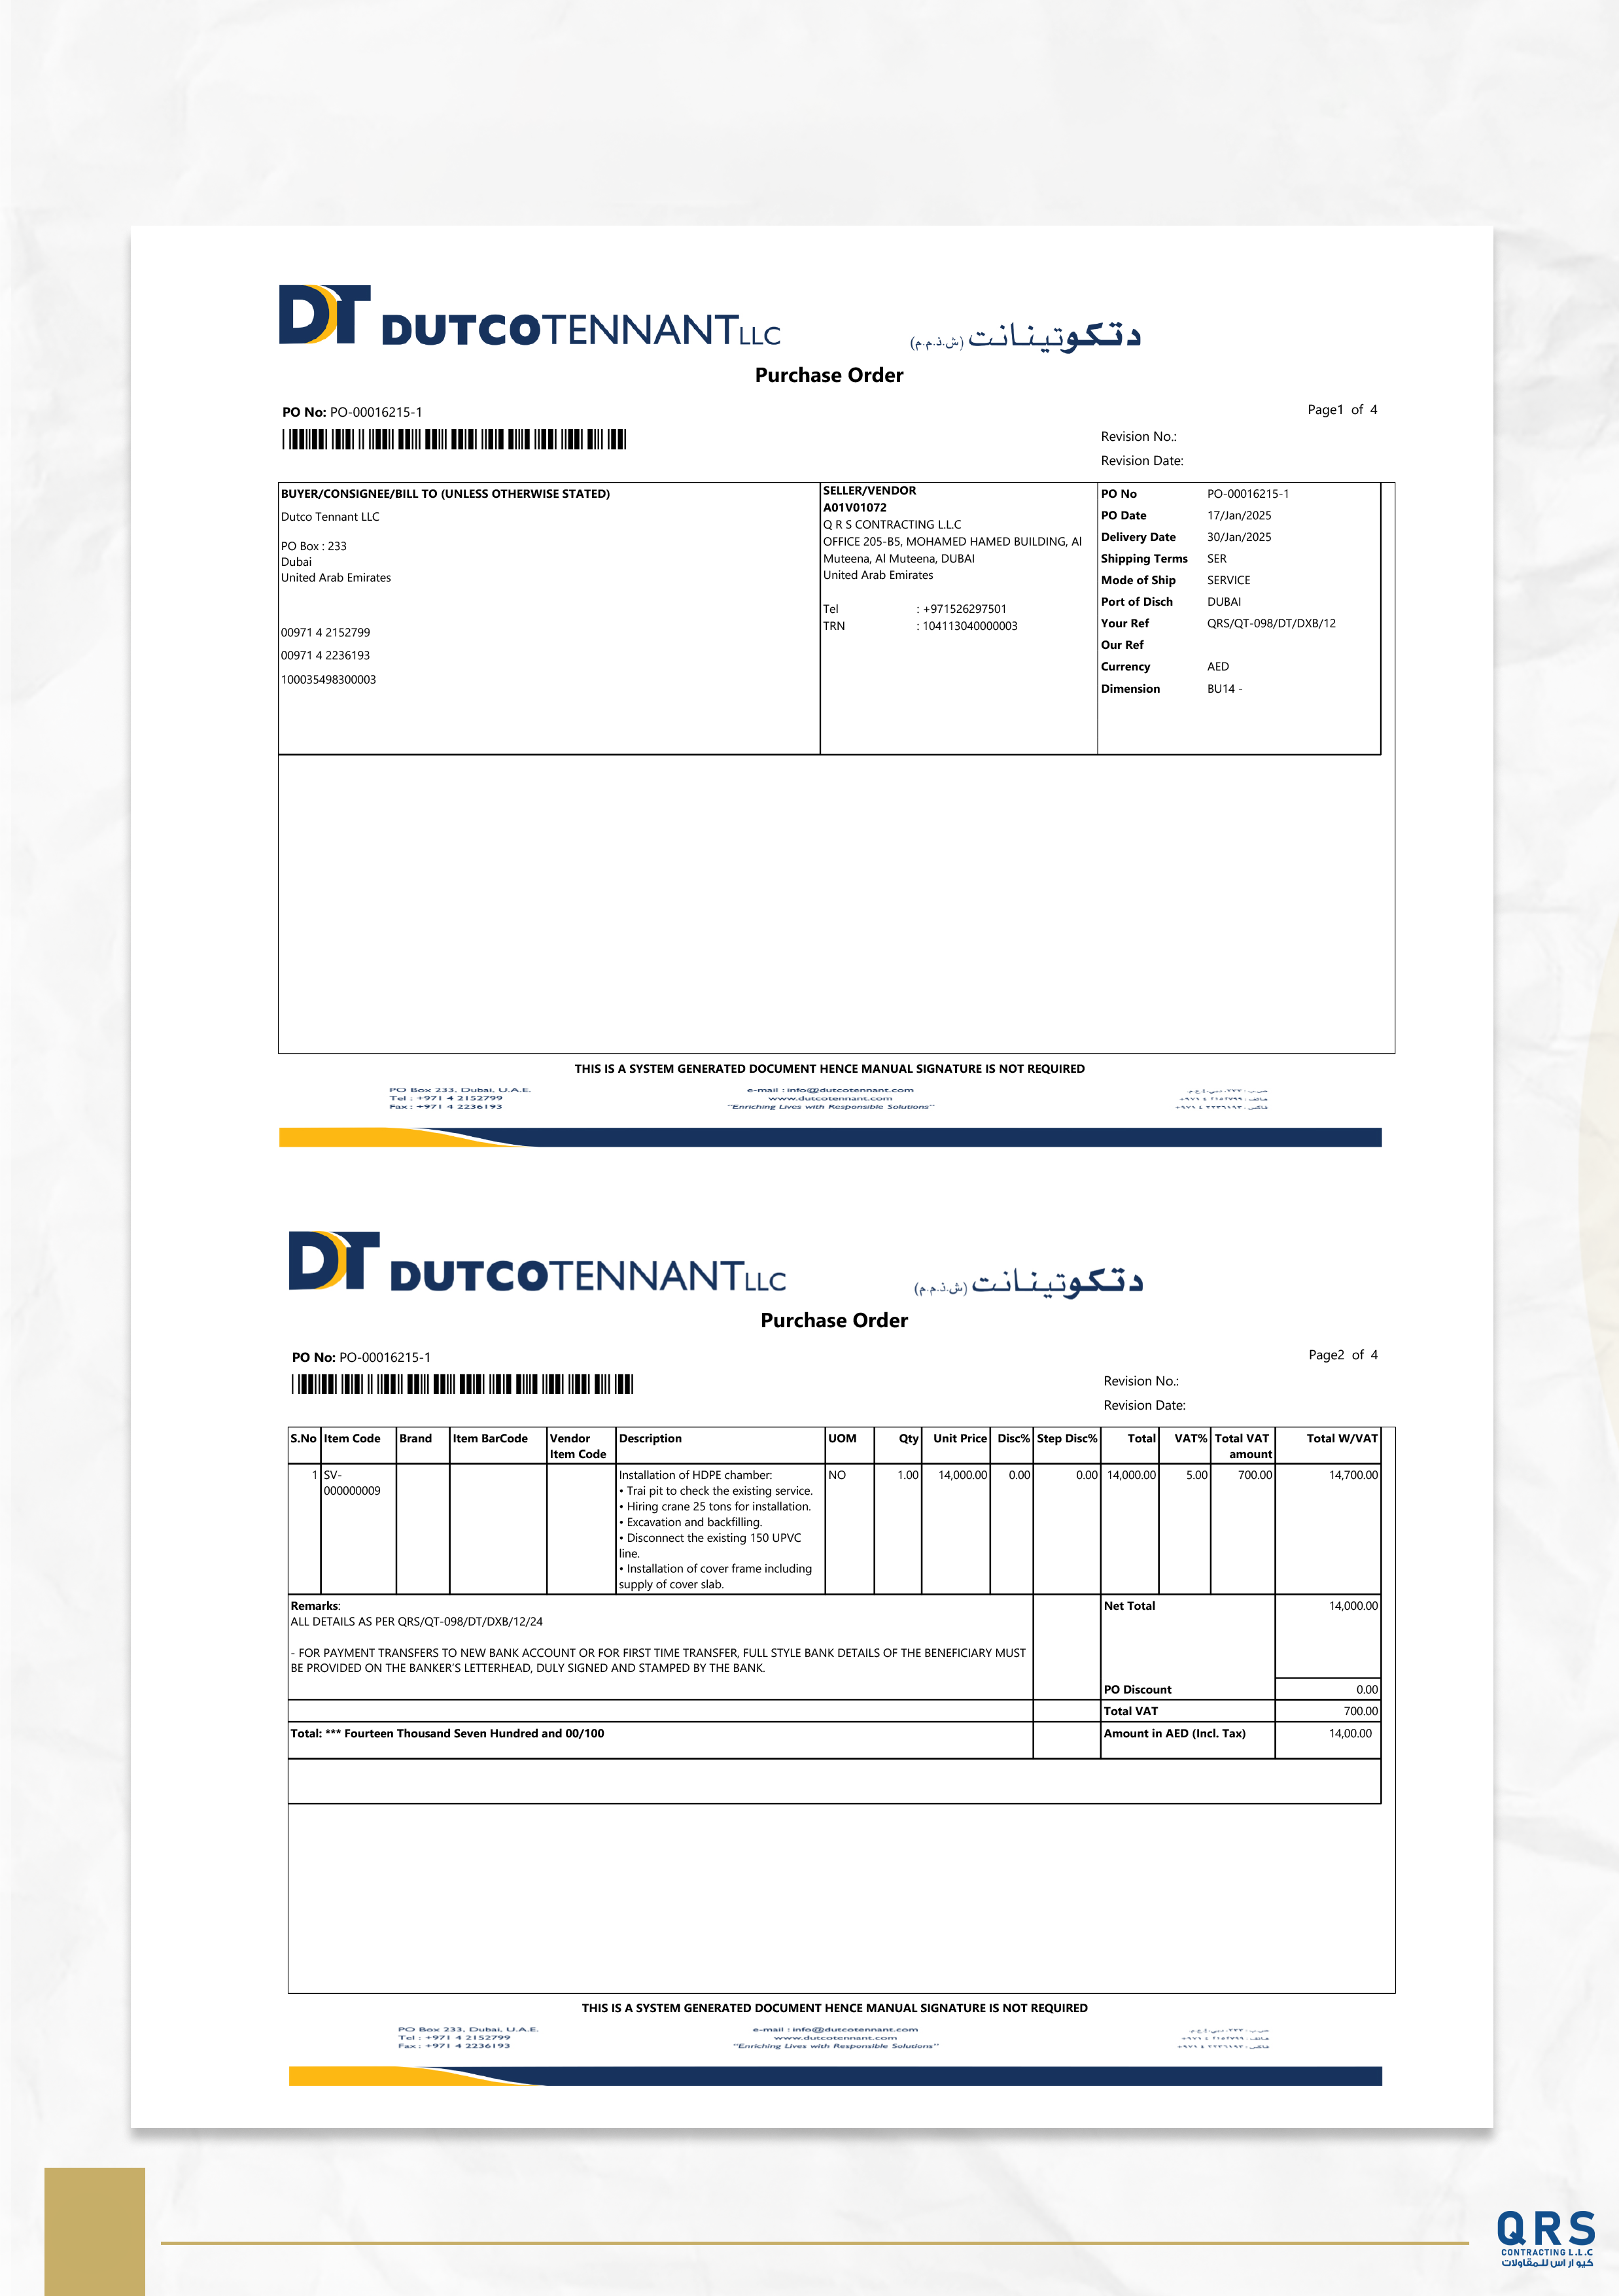 DT DUTCOTENNANT LLC
دتكوتينانت (ش.ذ.م.م)
Purchase Order
PO No: PO-00016215-1
Page1 of 4
Revision No.:
Revision Date:
BUYER/CONSIGNEE/BILL TO (UNLESS OTHERWISE STATED)
Dutco Tennant LLC
PO Box : 233
Dubai
United Arab Emirates
00971 4 2152799
00971 4 2236193
100035498300003
SELLER/VENDOR
A01V01072
Q R S CONTRACTING L.L.C
OFFICE 205-B5, MOHAMED HAMED BUILDING, Al
Muteena, Al Muteena, DUBAI
United Arab Emirates
Tel : +971526297501
TRN : 104113040000003
PO No PO-00016215-1
PO Date 17/Jan/2025
Delivery Date 30/Jan/2025
Shipping Terms SER
Mode of Ship SERVICE
Port of Disch DUBAI
Your Ref QRS/QT-098/DT/DXB/12
Our Ref
Currency AED
Dimension BU14 -
THIS IS A SYSTEM GENERATED DOCUMENT HENCE MANUAL SIGNATURE IS NOT REQUIRED
PO Box 233, Dubai, U.A.E.
Tel : +971 4 2152799
Fax : +971 4 2236193
e-mail : info@dutcotennant.com
www.dutcotennant.com
"Enriching Lives with Responsible Solutions"
DT DUTCOTENNANT LLC
دتكوتينانت (ش.ذ.م.م)
Purchase Order
PO No: PO-00016215-1
Page2 of 4
Revision No.:
Revision Date:
S.No Item Code Brand Item BarCode Vendor Item Code Description UOM Qty Unit Price Disc% Step Disc% Total VAT% Total VAT amount Total W/VAT
1 SV-000000009 Installation of HDPE chamber: NO 1.00 14,000.00 0.00 0.00 14,000.00 5.00 700.00 14,700.00
• Trai pit to check the existing service.
• Hiring crane 25 tons for installation.
• Excavation and backfilling.
• Disconnect the existing 150 UPVC
line.
• Installation of cover frame including
supply of cover slab.
Remarks:
ALL DETAILS AS PER QRS/QT-098/DT/DXB/12/24
- FOR PAYMENT TRANSFERS TO NEW BANK ACCOUNT OR FOR FIRST TIME TRANSFER, FULL STYLE BANK DETAILS OF THE BENEFICIARY MUST
BE PROVIDED ON THE BANKER'S LETTERHEAD, DULY SIGNED AND STAMPED BY THE BANK.
Net Total 14,000.00
PO Discount 0.00
Total VAT 700.00
Total: *** Fourteen Thousand Seven Hundred and 00/100
Amount in AED (Incl. Tax) 14,00.00
THIS IS A SYSTEM GENERATED DOCUMENT HENCE MANUAL SIGNATURE IS NOT REQUIRED
PO Box 233, Dubai, U.A.E.
Tel : +971 4 2152799
Fax : +971 4 2236193
e-mail : info@dutcotennant.com
www.dutcotennant.com
"Enriching Lives with Responsible Solutions"
QRS
CONTRACTING L.L.C
كيو ار اس للمقاولات